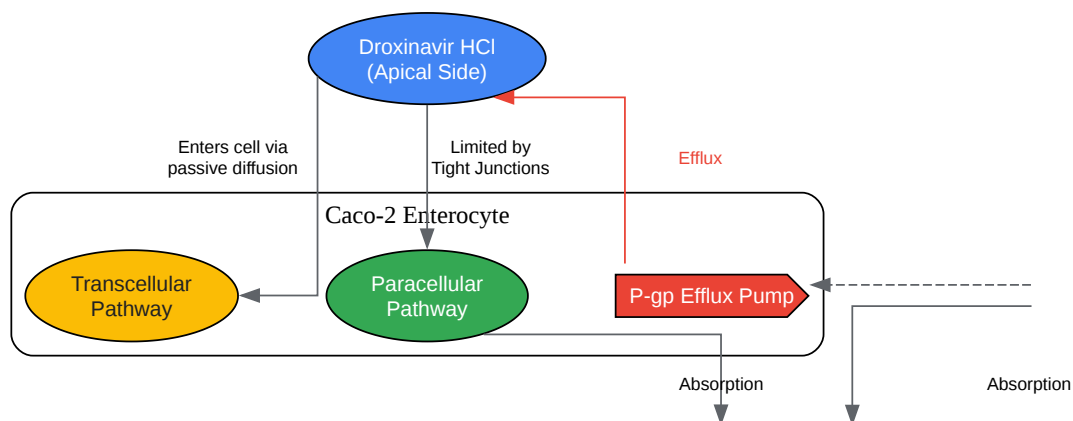 Droxinavir HCl
(Apical Side)
Enters cell via
passive diffusion
Limited by
Tight Junctions
Efflux
Caco-2 Enterocyte
Transcellular
Pathway
Paracellular
Pathway
P-gp Efflux Pump
Absorption
Absorption